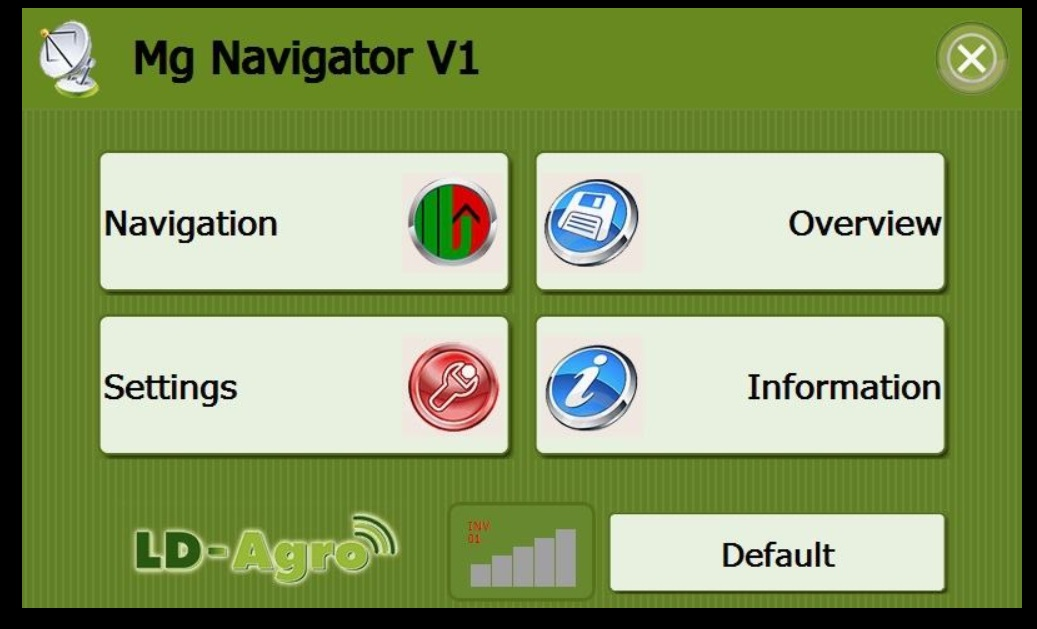 Mg Navigator V1
Navigation
Overview
Settings
Information
LD-Agro
INV
01
Default